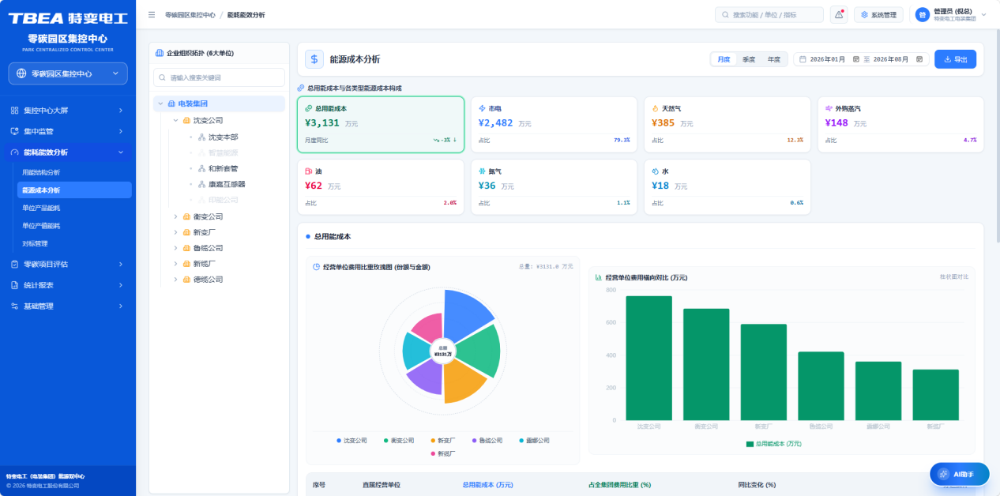 TBEA 特变电工
零碳园区集控中心
PARK CENTRALIZED CONTROL CENTER
零碳园区集控中心
集控中心大屏
集中监管
能耗能效分析
用能结构分析
能源成本分析
单位产品能耗
单位产值能耗
对标管理
零碳项目评估
统计报表
基础管理
特变电工（电装集团）能源双中心
© 2026 特变电工股份有限公司
零碳园区集控中心 / 能耗能效分析
搜索功能 / 单位 / 指标
系统管理
管
管理员 (倪总)
特变电工电装集团
企业组织拓扑 (6大单位)
请输入搜索关键词
电装集团
沈变公司
沈变本部
智慧能源
和新套管
康嘉互感器
印能公司
衡变公司
新变厂
鲁缆公司
新缆厂
德缆公司
能源成本分析
月度 季度 年度
2026年01月 至 2026年08月
导出
总用能成本与各类型能源成本构成
总用能成本
¥3,131 万元
月度同比 -3% ↓
市电
¥2,482 万元
占比 79.3%
天然气
¥385 万元
占比 12.3%
外购蒸汽
¥148 万元
占比 4.7%
油
¥62 万元
占比 2.0%
氮气
¥36 万元
占比 1.1%
水
¥18 万元
占比 0.6%
总用能成本
经营单位费用比重玫瑰图 (份额与金额)
总量: ¥3131.0 万元
总额
¥3131万
沈变公司 衡变公司 新变厂 鲁缆公司 德缆公司
新缆厂
经营单位费用横向对比 (万元)
柱状图对比
800
600
400
200
0
沈变公司 衡变公司 新变厂 鲁缆公司 德缆公司 新缆厂
总用能成本 (万元)
序号 直属经营单位 总用能成本 (万元) 占全集团费用比重 (%) 同比变化 (%)
AI助手